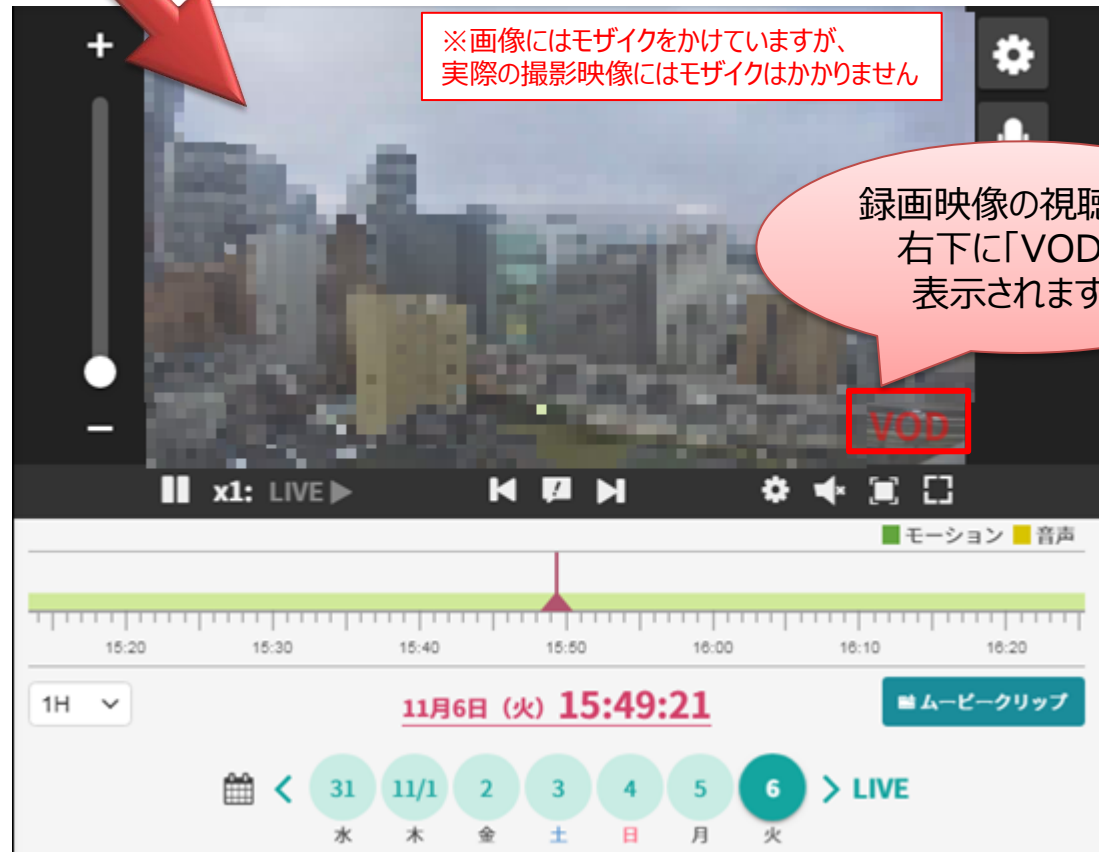 ※画像にはモザイクをかけていますが、
実際の撮影映像にはモザイクはかかりません
録画映像の視聴
右下に「VOD
表示されます
VOD
x1: LIVE
モーション 音声
15:20 15:30 15:40 15:50 16:00 16:10 16:20
1H 11月6日（火）15:49:21 ムービークリップ
31 11/1 2 3 4 5 6 LIVE
水 木 金 土 日 月 火